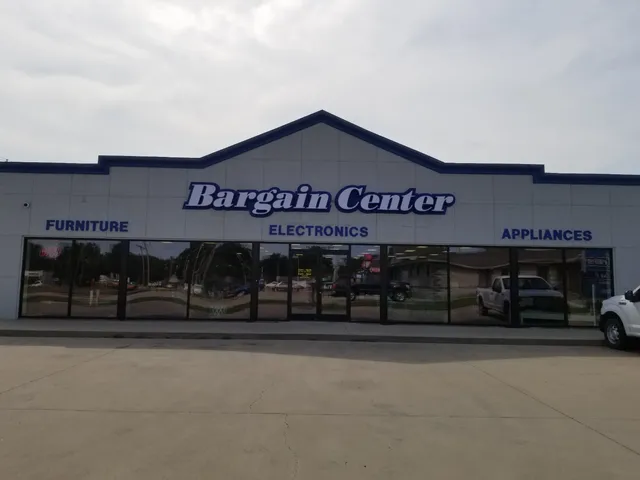 Bargain Center
FURNITURE
ELECTRONICS
APPLIANCES